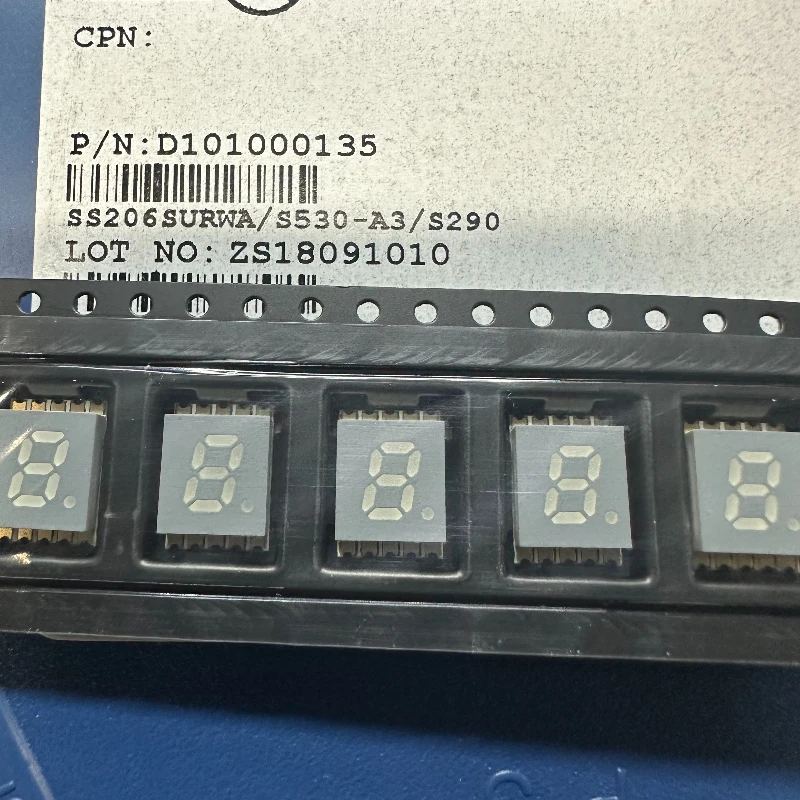 CPN:
P/N:D101000135
SS206SURWA/S530-A3/S290
LOT NO: ZS18091010